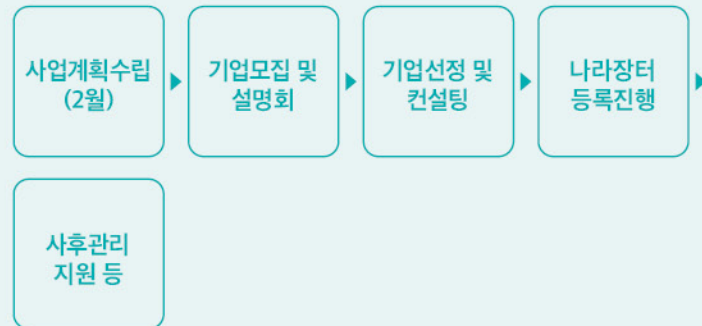 사업계획수립
(2월)
기업모집 및
설명회
기업선정 및
컨설팅
나라장터
등록진행
사후관리
지원 등